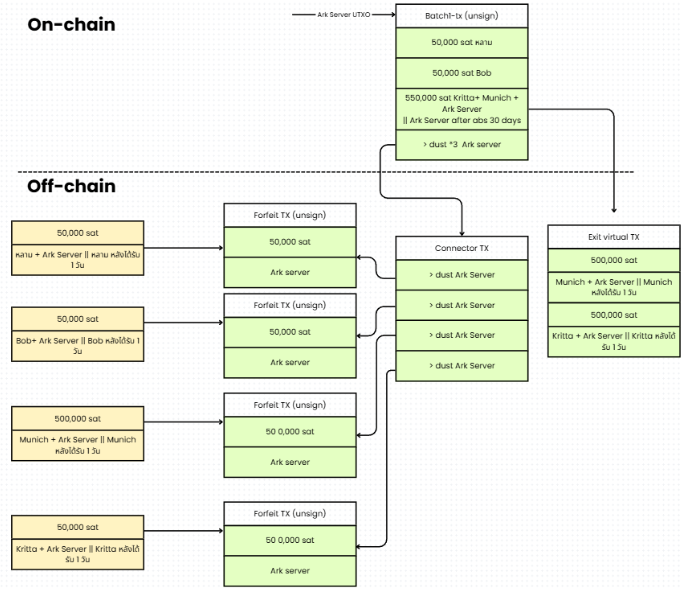 On-chain
Ark Server UTXO
Batch1-tx (unsign)
50,000 sat หลาม
50,000 sat Bob
550,000 sat Kritta+ Munich +
Ark Server
|| Ark Server after abs 30 days
> dust *3 Ark server
Off-chain
50,000 sat
หลาม + Ark Server || หลาม หลังได้รับ
1 วัน
Forfeit TX (unsign)
50,000 sat
Ark server
50,000 sat
Bob+ Ark Server || Bob หลังได้รับ 1
วัน
Forfeit TX (unsign)
50,000 sat
Ark server
500,000 sat
Munich + Ark Server || Munich
หลังได้รับ 1 วัน
Forfeit TX (unsign)
50 0,000 sat
Ark server
50,000 sat
Kritta + Ark Server || Kritta หลังได้
รับ 1 วัน
Forfeit TX (unsign)
50 0,000 sat
Ark server
Connector TX
> dust Ark Server
> dust Ark Server
> dust Ark Server
> dust Ark Server
Exit virtual TX
500,000 sat
Munich + Ark Server || Munich
หลังได้รับ 1 วัน
500,000 sat
Kritta + Ark Server || Kritta หลังได้
รับ 1 วัน